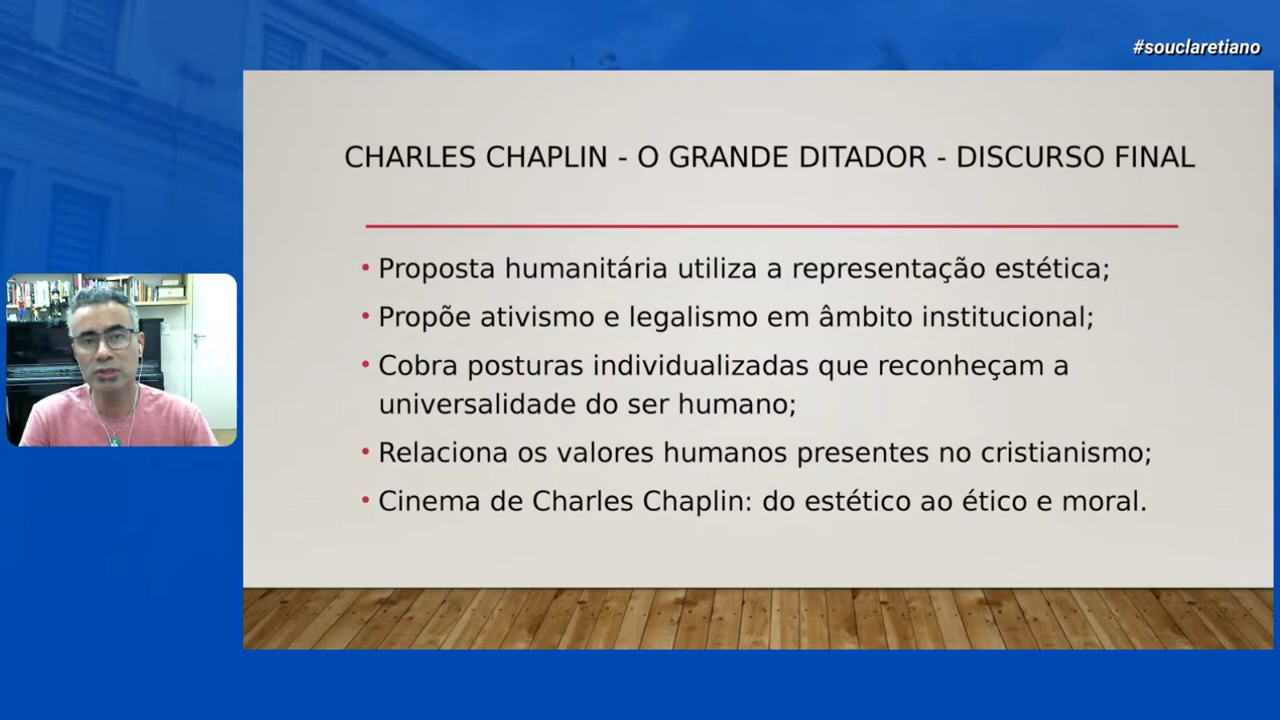 #souclaretiano
CHARLES CHAPLIN - O GRANDE DITADOR - DISCURSO FINAL
• Proposta humanitária utiliza a representação estética;
• Propõe ativismo e legalismo em âmbito institucional;
• Cobra posturas individualizadas que reconheçam a
universalidade do ser humano;
• Relaciona os valores humanos presentes no cristianismo;
• Cinema de Charles Chaplin: do estético ao ético e moral.